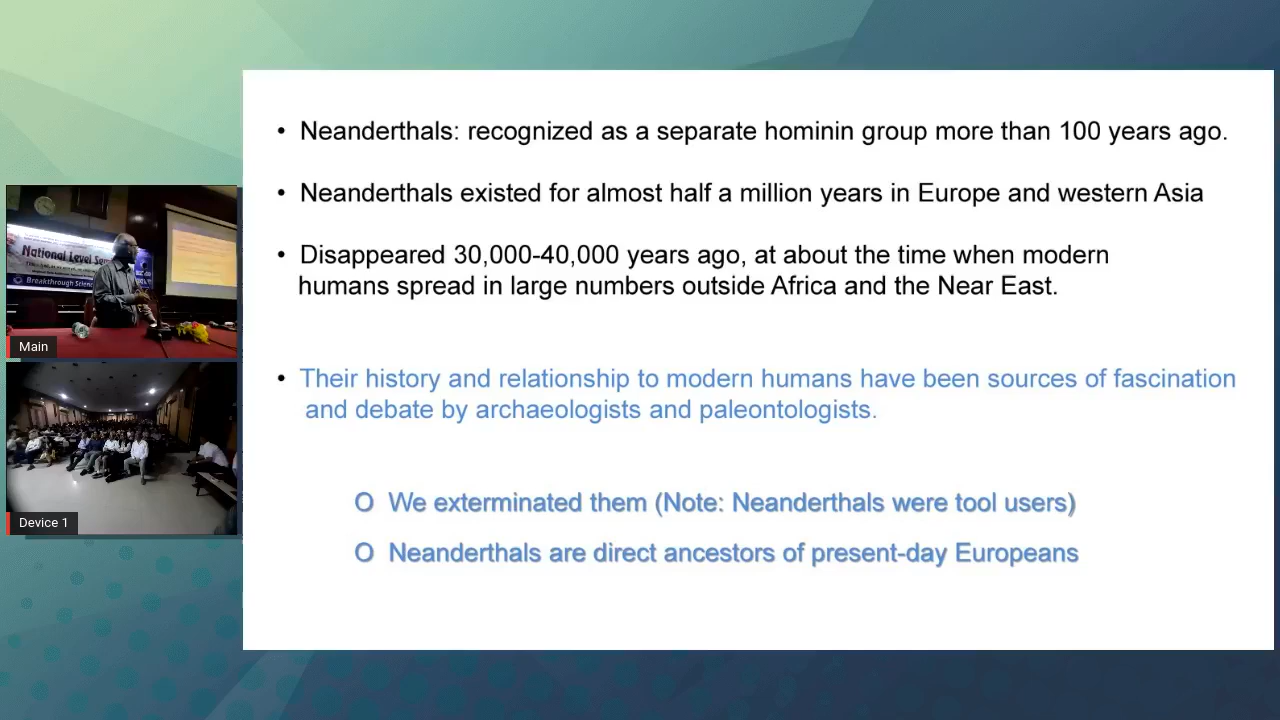 • Neanderthals: recognized as a separate hominin group more than 100 years ago.
• Neanderthals existed for almost half a million years in Europe and western Asia
• Disappeared 30,000-40,000 years ago, at about the time when modern
humans spread in large numbers outside Africa and the Near East.
• Their history and relationship to modern humans have been sources of fascination
and debate by archaeologists and paleontologists.
O We exterminated them (Note: Neanderthals were tool users)
O Neanderthals are direct ancestors of present-day Europeans
National Level
Breakthrough
Main
Device 1